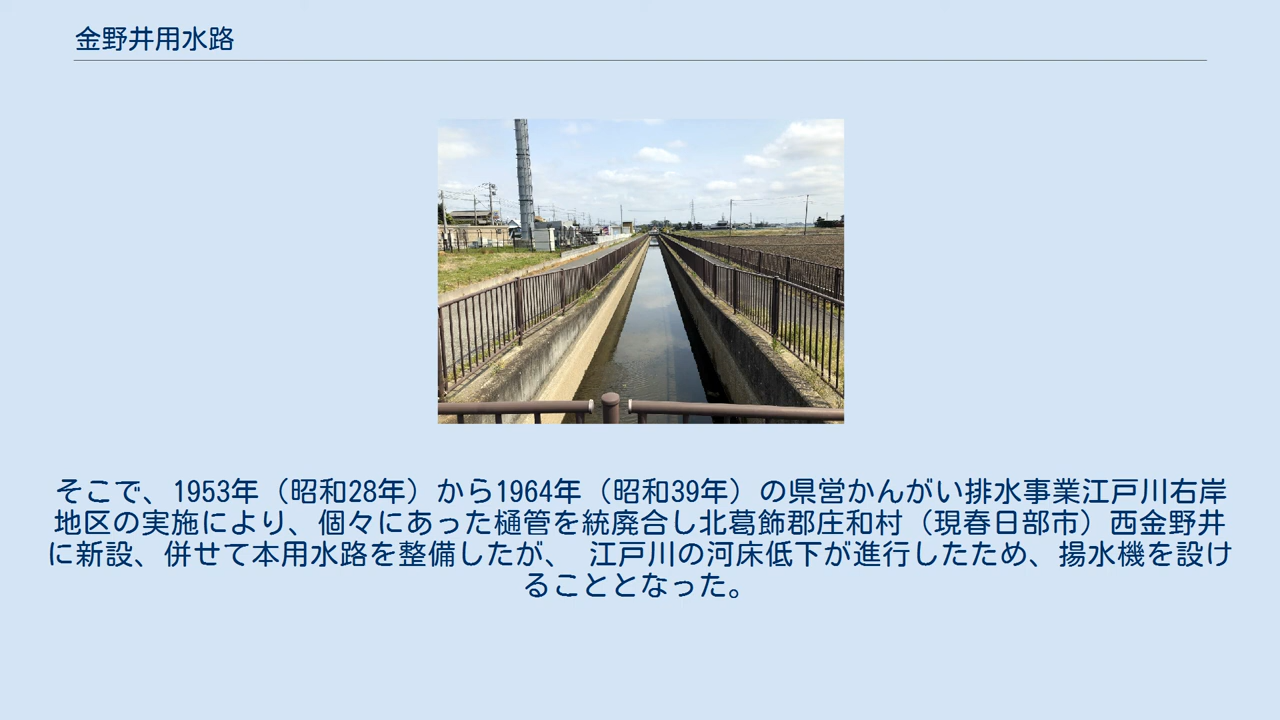 金野井用水路
そこで、1953年（昭和28年）から1964年（昭和39年）の県営かんがい排水事業江戸川右岸
地区の実施により、個々にあった樋管を統廃合し北葛飾郡庄和村（現春日部市）西金野井
に新設、併せて本用水路を整備したが、 江戸川の河床低下が進行したため、揚水機を設け
ることとなった。